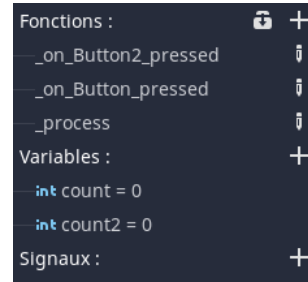 Fonctions :
_on_Button2_pressed
_on_Button_pressed
_process
Variables :
int count = 0
int count2 = 0
Signaux :